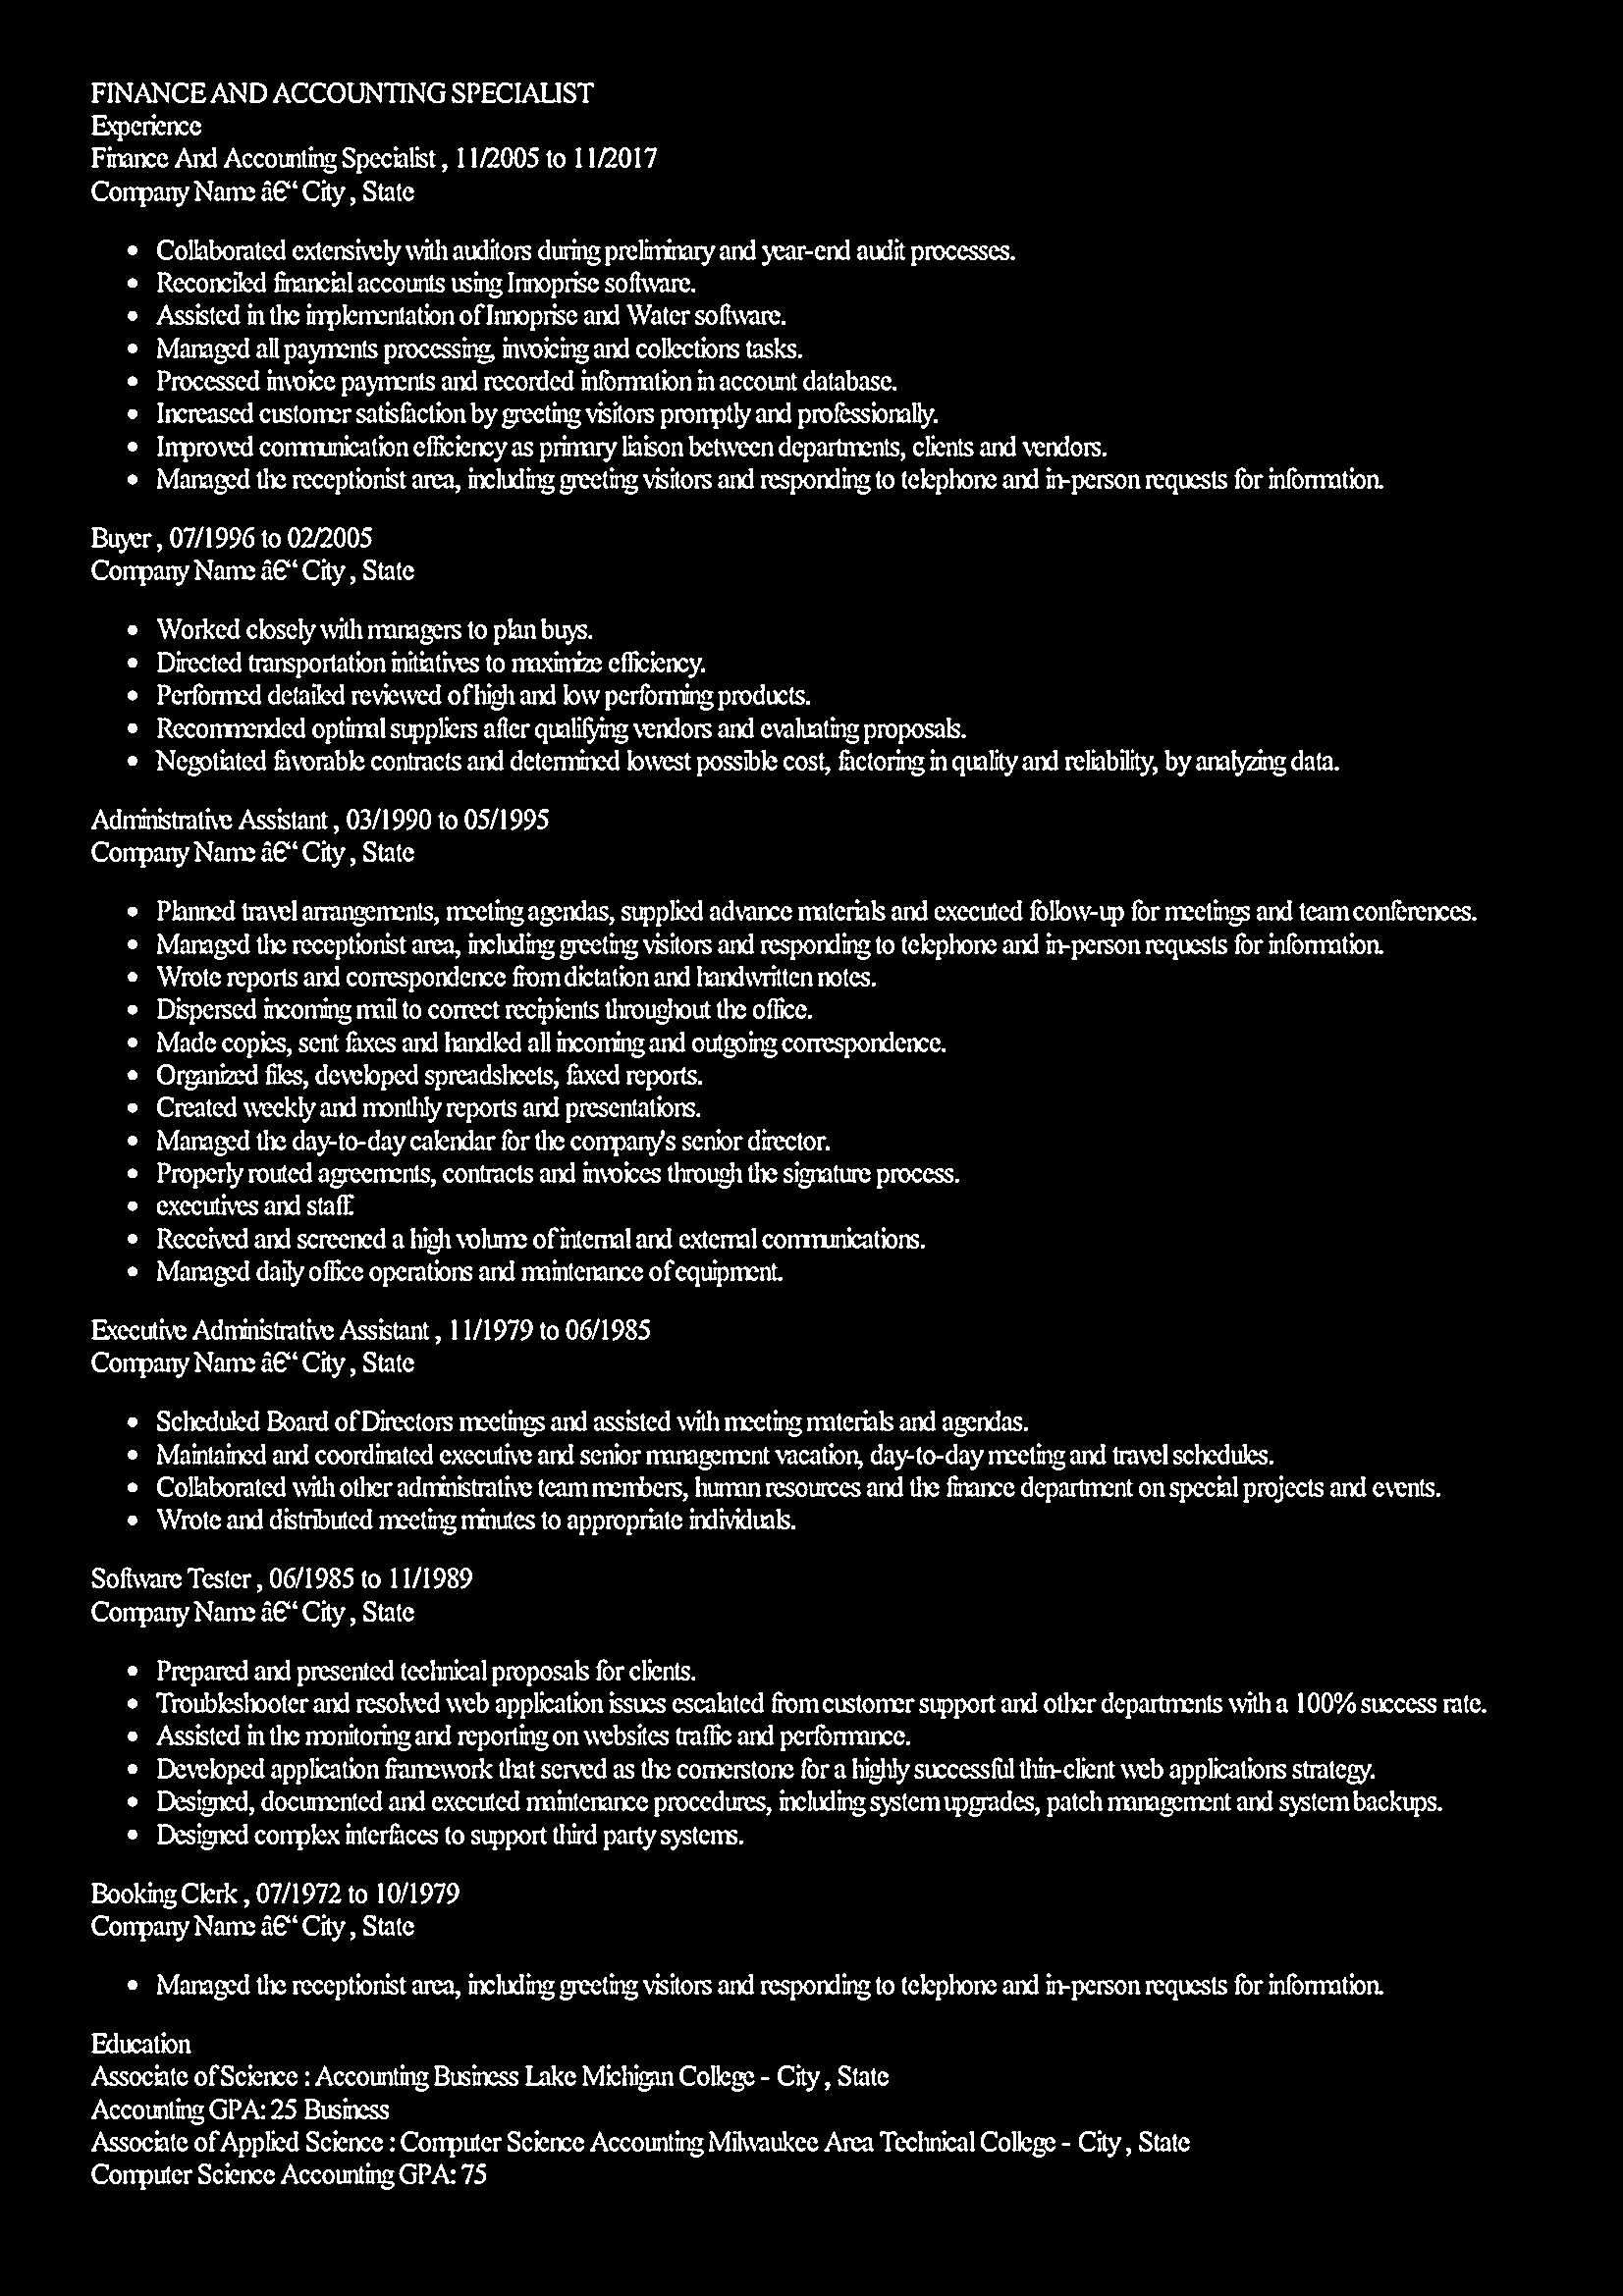 FINANCE AND ACCOUNTING SPECIALIST
Experience
Finance And Accounting Specialist , 11/2005 to 11/2017
Company Name â€“ City , State
• Collaborated extensively with auditors during preliminary and year-end audit processes.
• Reconciled financial accounts using Innoprise software.
• Assisted in the implementation of Innoprise and Water software.
• Managed all payments processing, invoicing and collections tasks.
• Processed invoice payments and recorded information in account database.
• Increased customer satisfaction by greeting visitors promptly and professionally.
• Improved communication efficiency as primary liaison between departments, clients and vendors.
• Managed the receptionist area, including greeting visitors and responding to telephone and in-person requests for information.
Buyer , 07/1996 to 02/2005
Company Name â€“ City , State
• Worked closely with managers to plan buys.
• Directed transportation initiatives to maximize efficiency.
• Performed detailed reviewed of high and low performing products.
• Recommended optimal suppliers after qualifying vendors and evaluating proposals.
• Negotiated favorable contracts and determined lowest possible cost, factoring in quality and reliability, by analyzing data.
Administrative Assistant , 03/1990 to 05/1995
Company Name â€“ City , State
• Planned travel arrangements, meeting agendas, supplied advance materials and executed follow-up for meetings and team conferences.
• Managed the receptionist area, including greeting visitors and responding to telephone and in-person requests for information.
• Wrote reports and correspondence from dictation and handwritten notes.
• Dispersed incoming mail to correct recipients throughout the office.
• Made copies, sent faxes and handled all incoming and outgoing correspondence.
• Organized files, developed spreadsheets, faxed reports.
• Created weekly and monthly reports and presentations.
• Managed the day-to-day calendar for the company's senior director.
• Properly routed agreements, contracts and invoices through the signature process.
• executives and staff.
• Received and screened a high volume of internal and external communications.
• Managed daily office operations and maintenance of equipment.
Executive Administrative Assistant , 11/1979 to 06/1985
Company Name â€“ City , State
• Scheduled Board of Directors meetings and assisted with meeting materials and agendas.
• Maintained and coordinated executive and senior management vacation, day-to-day meeting and travel schedules.
• Collaborated with other administrative team members, human resources and the finance department on special projects and events.
• Wrote and distributed meeting minutes to appropriate individuals.
Software Tester , 06/1985 to 11/1989
Company Name â€“ City , State
• Prepared and presented technical proposals for clients.
• Troubleshooter and resolved web application issues escalated from customer support and other departments with a 100% success rate.
• Assisted in the monitoring and reporting on websites traffic and performance.
• Developed application framework that served as the cornerstone for a highly successful thin-client web applications strategy.
• Designed, documented and executed maintenance procedures, including system upgrades, patch management and system backups.
• Designed complex interfaces to support third party systems.
Booking Clerk , 07/1972 to 10/1979
Company Name â€“ City , State
• Managed the receptionist area, including greeting visitors and responding to telephone and in-person requests for information.
Education
Associate of Science : Accounting Business Lake Michigan College - City , State
Accounting GPA: 25 Business
Associate of Applied Science : Computer Science Accounting Milwaukee Area Technical College - City , State
Computer Science Accounting GPA: 75